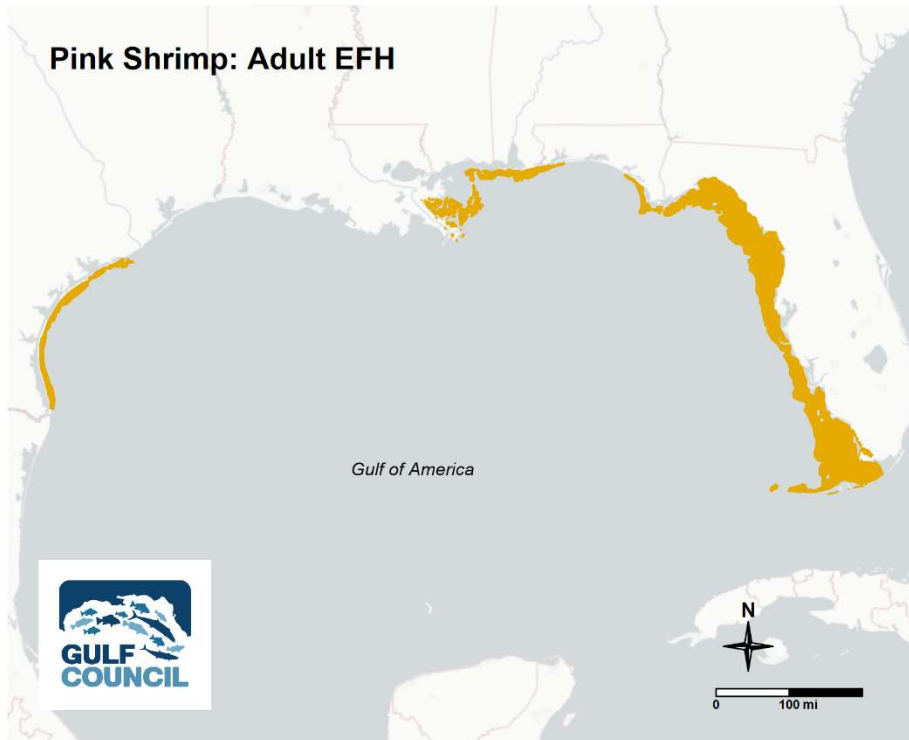 Pink Shrimp: Adult EFH
Gulf of America
GULF
COUNCIL
N
0 100 mi